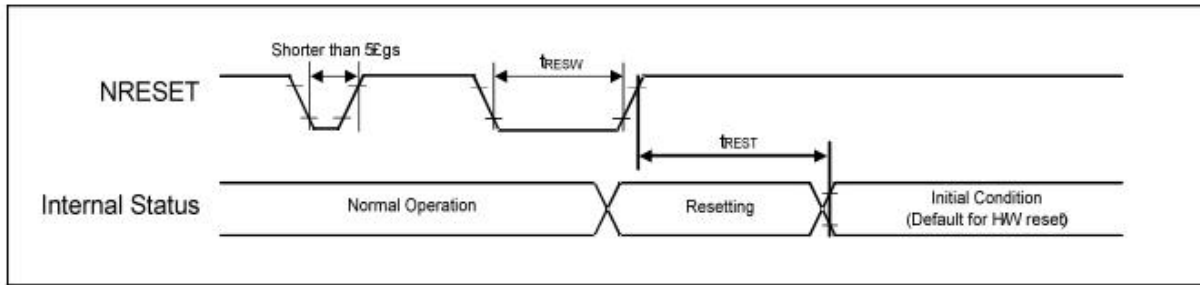 Shorter than 5£gs
tRESW
NRESET
tREST
Internal Status
Normal Operation
Resetting
Initial Condition
(Default for H/W reset)